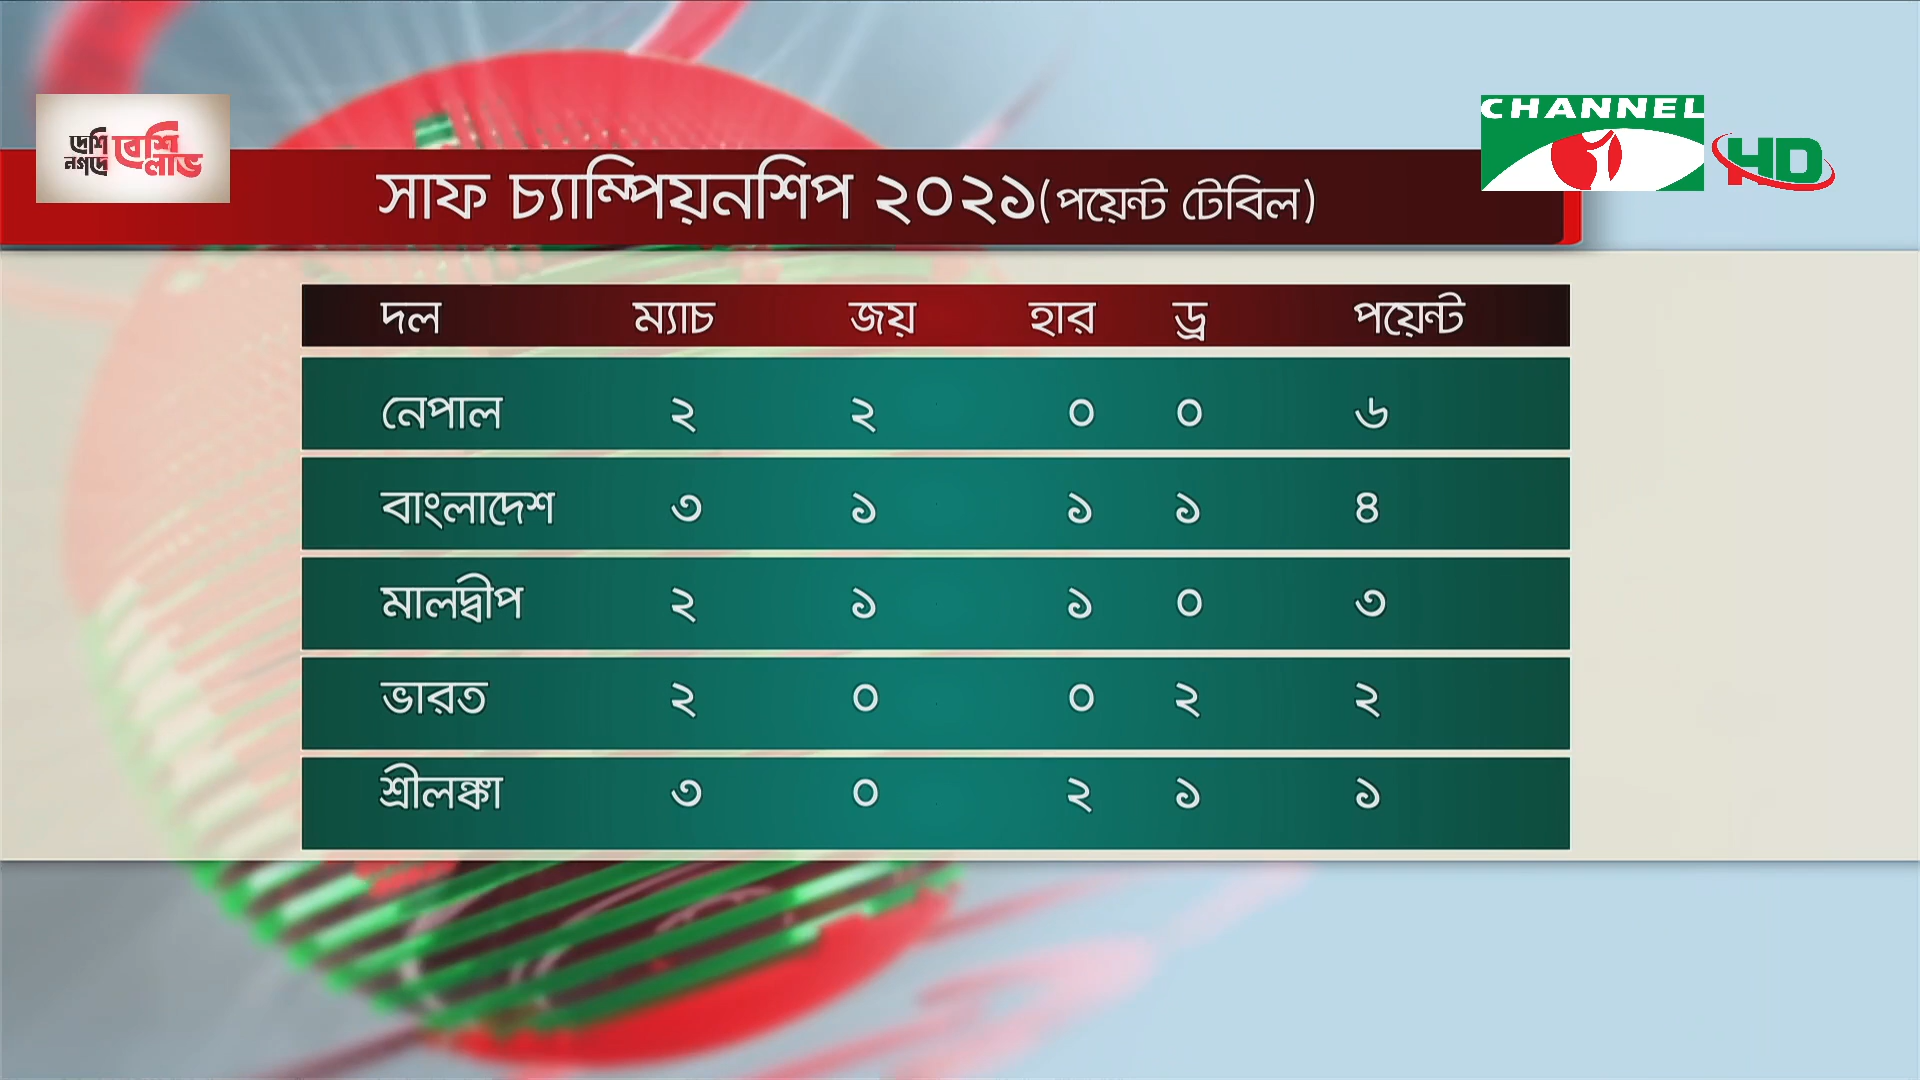 CHANNEL
HD
দেশি বেশি
নগদে লাভ
সাফ চ্যাম্পিয়নশিপ ২০২১(পয়েন্ট টেবিল)
দল ম্যাচ জয় হার ড্র পয়েন্ট
নেপাল ২ ২ ০ ০ ৬
বাংলাদেশ ৩ ১ ১ ১ ৪
মালদ্বীপ ২ ১ ১ ০ ৩
ভারত ২ ০ ০ ২ ২
শ্রীলঙ্কা ৩ ০ ২ ১ ১